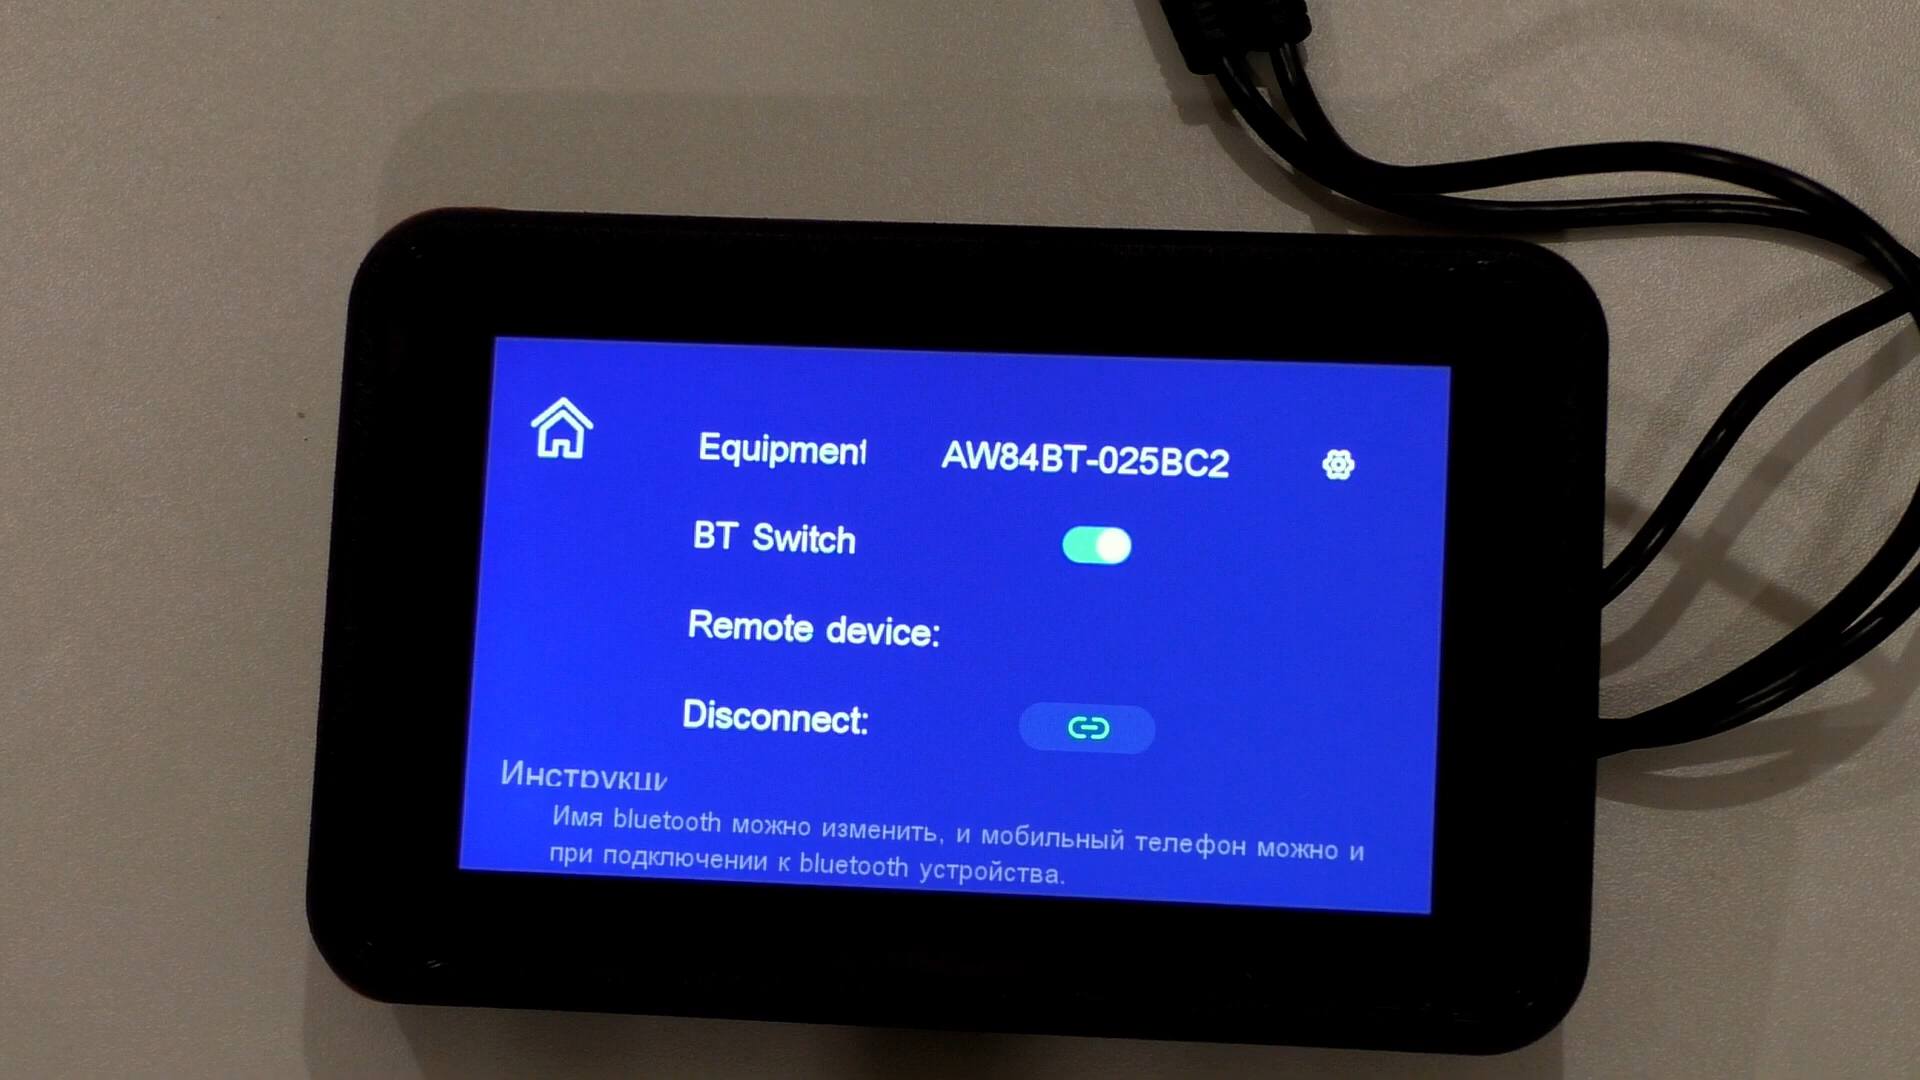 Equipment AW84BT-025BC2
BT Switch
Remote device:
Disconnect:
Инструкци
Имя bluetooth можно изменить, и мобильный телефон можно и
при подключении к bluetooth устройства.